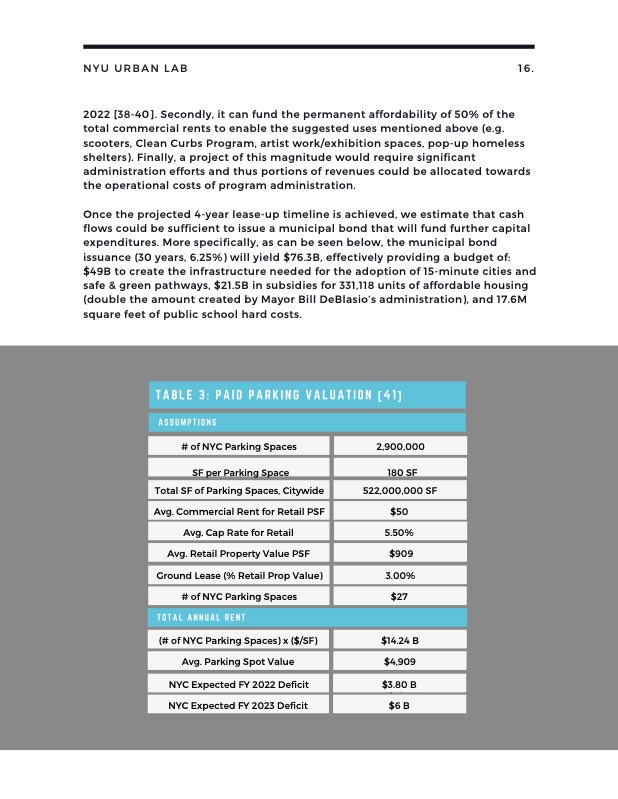 NYU URBAN LAB 16.
2022 [38-40]. Secondly, it can fund the permanent affordability of 50% of the
total commercial rents to enable the suggested uses mentioned above (e.g.
scooters, Clean Curbs Program, artist work/exhibition spaces, pop-up homeless
shelters). Finally, a project of this magnitude would require significant
administration efforts and thus portions of revenues could be allocated towards
the operational costs of program administration.
Once the projected 4-year lease-up timeline is achieved, we estimate that cash
flows could be sufficient to issue a municipal bond that will fund further capital
expenditures. More specifically, as can be seen below, the municipal bond
issuance (30 years, 6.25%) will yield $76.3B, effectively providing a budget of:
$49B to create the infrastructure needed for the adoption of 15-minute cities and
safe & green pathways, $21.5B in subsidies for 331,118 units of affordable housing
(double the amount created by Mayor Bill DeBlasio's administration), and 17.6M
square feet of public school hard costs.
TABLE 3: PAID PARKING VALUATION [41]
ASSUMPTIONS
# of NYC Parking Spaces 2,900,000
SF per Parking Space 180 SF
Total SF of Parking Spaces, Citywide 522,000,000 SF
Avg. Commercial Rent for Retail PSF $50
Avg. Cap Rate for Retail 5.50%
Avg. Retail Property Value PSF $909
Ground Lease (% Retail Prop Value) 3.00%
# of NYC Parking Spaces $27
TOTAL ANNUAL RENT
(# of NYC Parking Spaces) x ($/SF) $14.24 B
Avg. Parking Spot Value $4,909
NYC Expected FY 2022 Deficit $3.80 B
NYC Expected FY 2023 Deficit $6 B